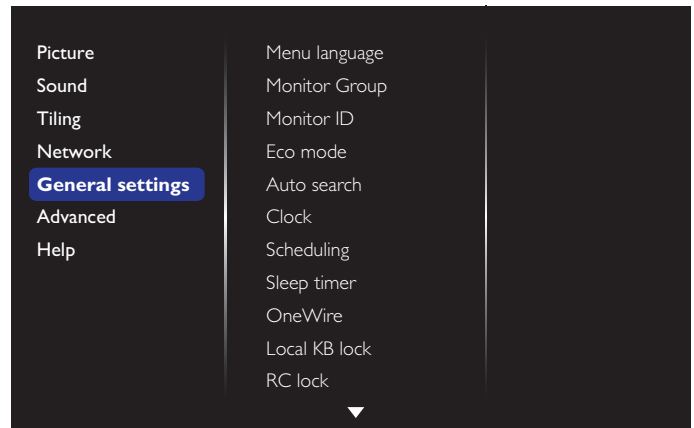 Picture
Sound
Tiling
Network
General settings
Advanced
Help
Menu language
Monitor Group
Monitor ID
Eco mode
Auto search
Clock
Scheduling
Sleep timer
OneWire
Local KB lock
RC lock